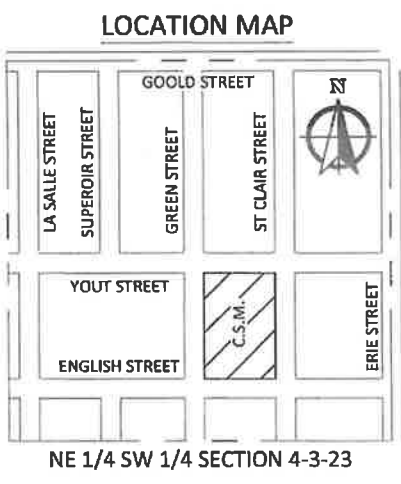 LOCATION MAP
GOOLD STREET
N
LA SALLE STREET
SUPEROIR STREET
GREEN STREET
ST CLAIR STREET
YOUT STREET
C.S.M.
ERIE STREET
ENGLISH STREET
NE 1/4 SW 1/4 SECTION 4-3-23